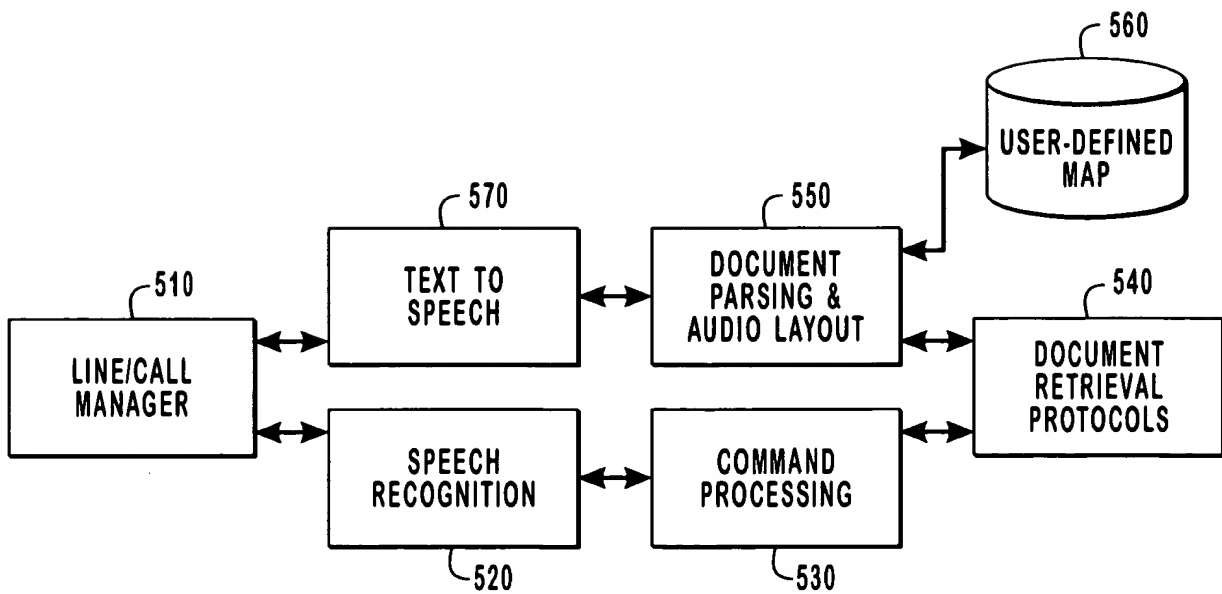 560
USER-DEFINED
MAP
570
550
TEXT TO
SPEECH
DOCUMENT
PARSING &
AUDIO LAYOUT
510
540
LINE/CALL
MANAGER
DOCUMENT
RETRIEVAL
PROTOCOLS
SPEECH
RECOGNITION
COMMAND
PROCESSING
520
530